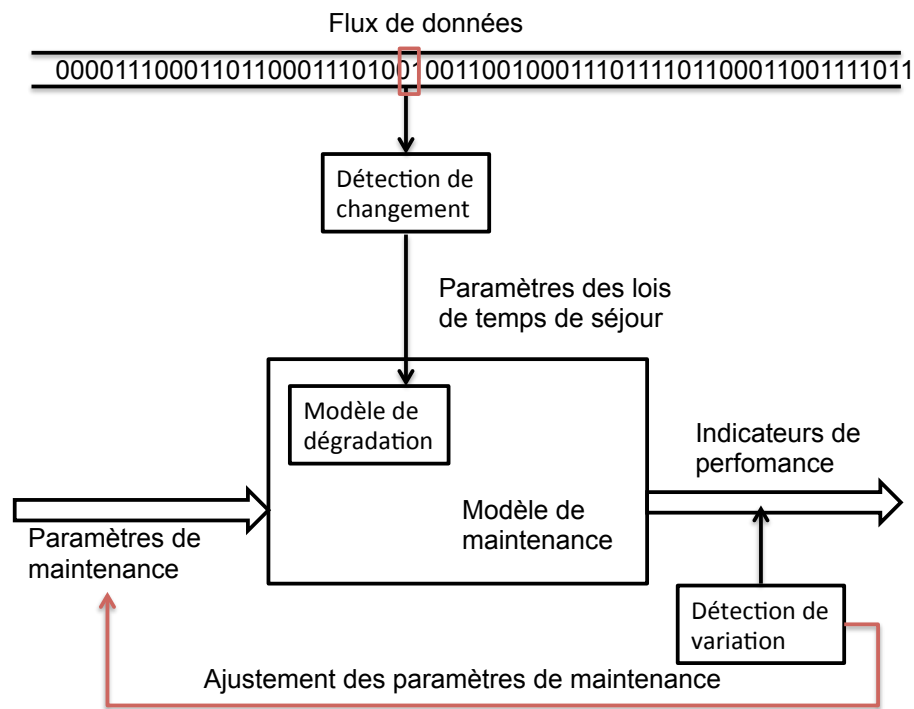 Flux de données
00001110001101100011101001001100100011101111011000110011111011
Détection de
changement
Paramètres des lois
de temps de séjour
Modèle de
dégradation
Indicateurs de
perfomance
Modèle de
maintenance
Paramètres de
maintenance
Détection de
variation
Ajustement des paramètres de maintenance